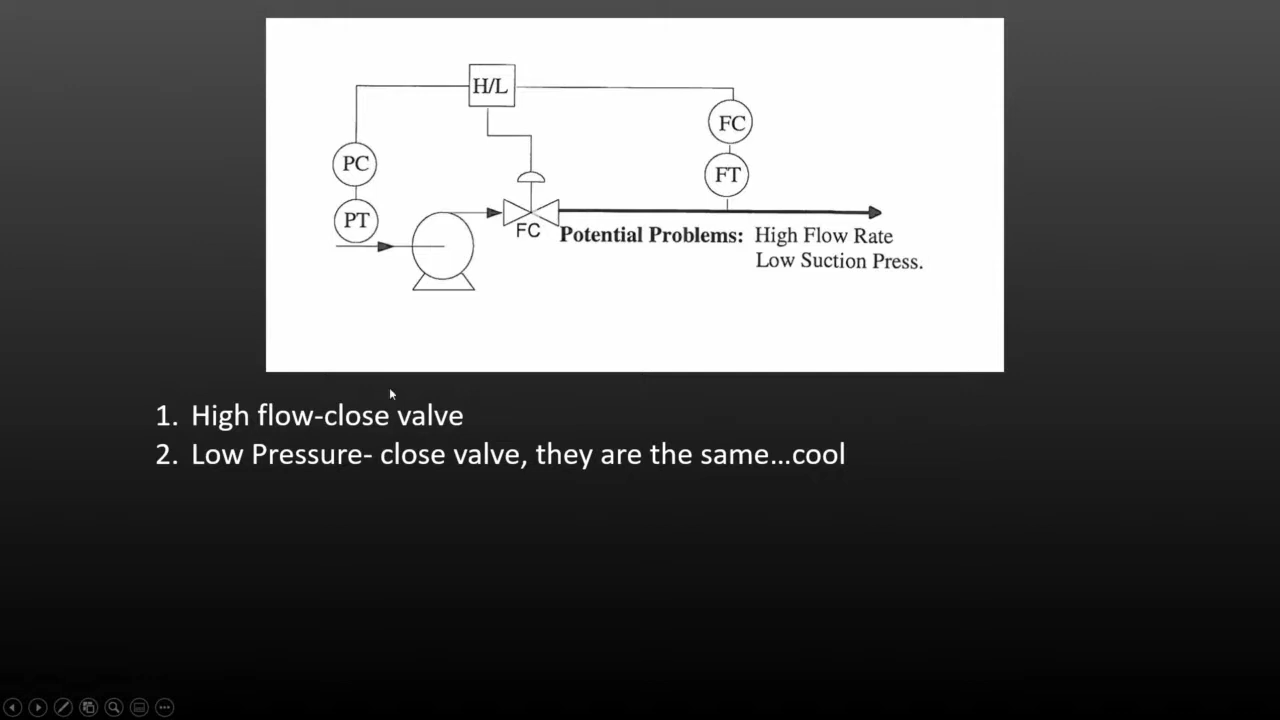 H/L
FC
PC
FT
PT
FC
Potential Problems: High Flow Rate
Low Suction Press.
1. High flow-close valve
2. Low Pressure- close valve, they are the same...cool